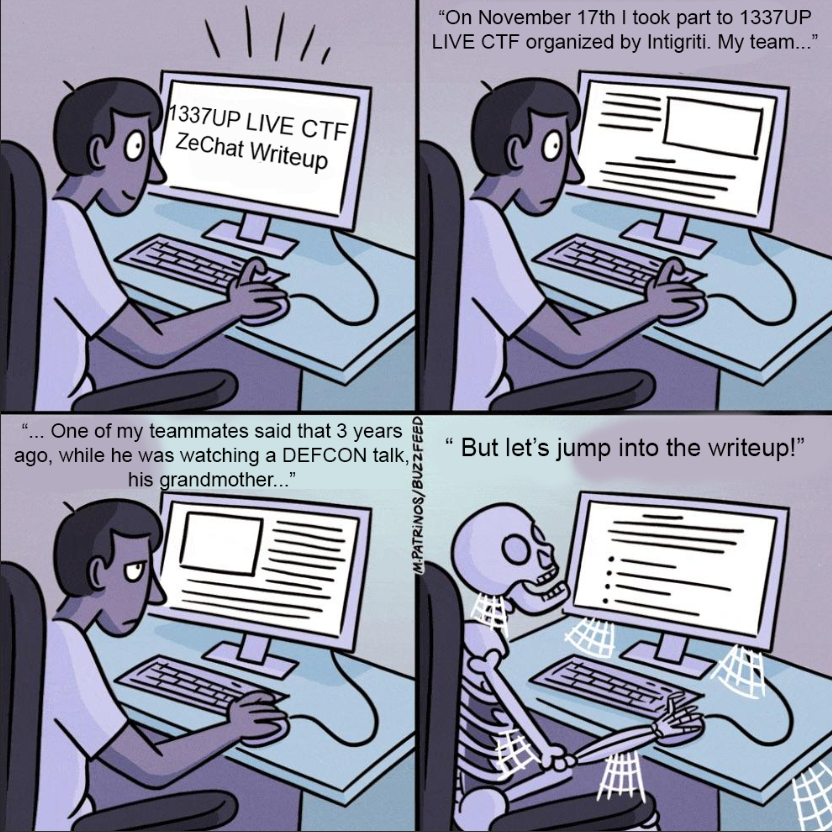 1337UP LIVE CTF
ZeChat Writeup
“On November 17th I took part to 1337UP
LIVE CTF organized by Intigriti. My team...”
“... One of my teammates said that 3 years
ago, while he was watching a DEFCON talk,
his grandmother...”
“ But let’s jump into the writeup!”
M.PATRINOS/BUZZFEED